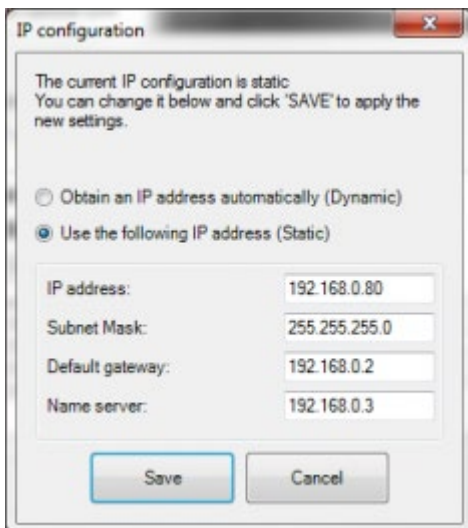 IP configuration
The current IP configuration is static
You can change it below and click 'SAVE' to apply the
new settings.
Obtain an IP address automatically (Dynamic)
Use the following IP address (Static)
IP address: 192.168.0.80
Subnet Mask: 255.255.255.0
Default gateway: 192.168.0.2
Name server: 192.168.0.3
Save Cancel